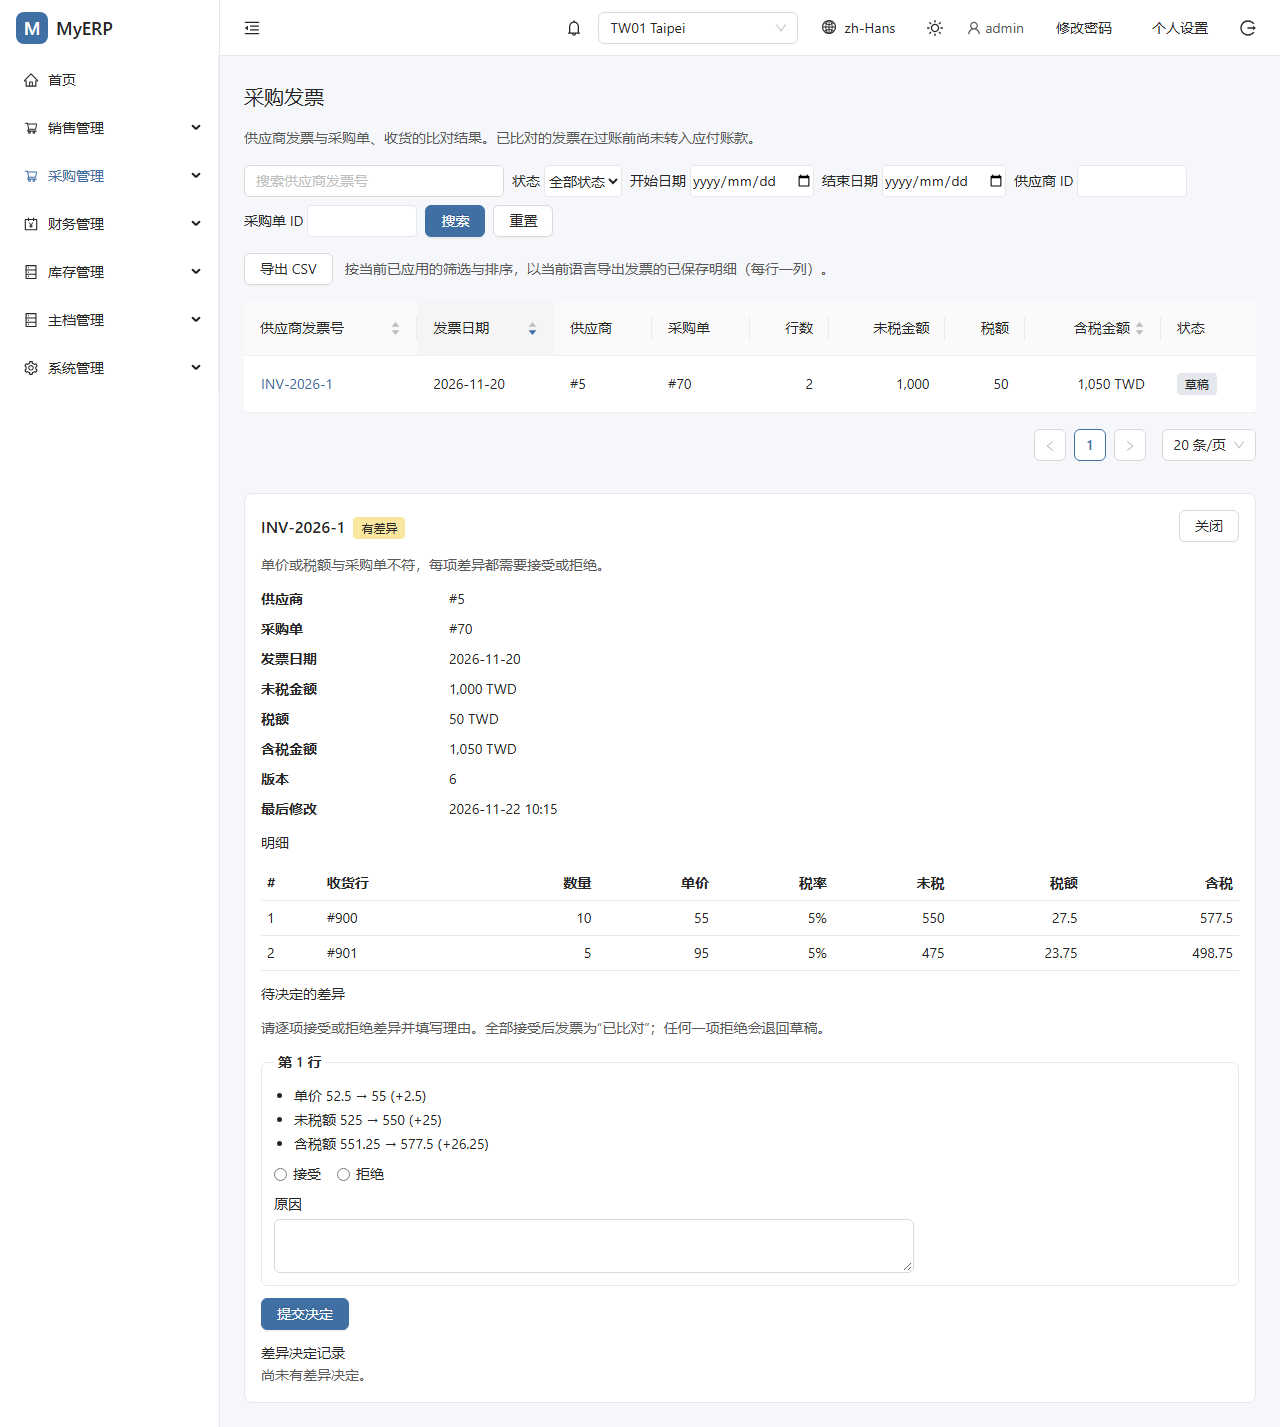 M MyERP
TW01 Taipei
zh-Hans
admin
修改密码
个人设置
首页
销售管理
采购管理
财务管理
库存管理
主档管理
系统管理
采购发票
供应商发票与采购单、收货的比对结果。已比对的发票在过账前尚未转入应付账款。
搜索供应商发票号 状态 全部状态 开始日期 yyyy/mm/dd 结束日期 yyyy/mm/dd 供应商 ID
采购单 ID 搜索 重置
导出 CSV 按当前已应用的筛选与排序，以当前语言导出发票的已保存明细（每行一列）。
供应商发票号 发票日期 供应商 采购单 行数 未税金额 税额 含税金额 状态
INV-2026-1 2026-11-20 #5 #70 2 1,000 50 1,050 TWD 草稿
< 1 > 20 条/页
INV-2026-1 有差异 关闭
单价或税额与采购单不符，每项差异都需要接受或拒绝。
供应商 #5
采购单 #70
发票日期 2026-11-20
未税金额 1,000 TWD
税额 50 TWD
含税金额 1,050 TWD
版本 6
最后修改 2026-11-22 10:15
明细
# 收货行 数量 单价 税率 未税 税额 含税
1 #900 10 55 5% 550 27.5 577.5
2 #901 5 95 5% 475 23.75 498.75
待决定的差异
请逐项接受或拒绝差异并填写理由。全部接受后发票为“已比对”；任何一项拒绝会退回草稿。
第 1 行
• 单价 52.5 → 55 (+2.5)
• 未税额 525 → 550 (+25)
• 含税额 551.25 → 577.5 (+26.25)
接受 拒绝
原因
提交决定
差异决定记录
尚未有差异决定。